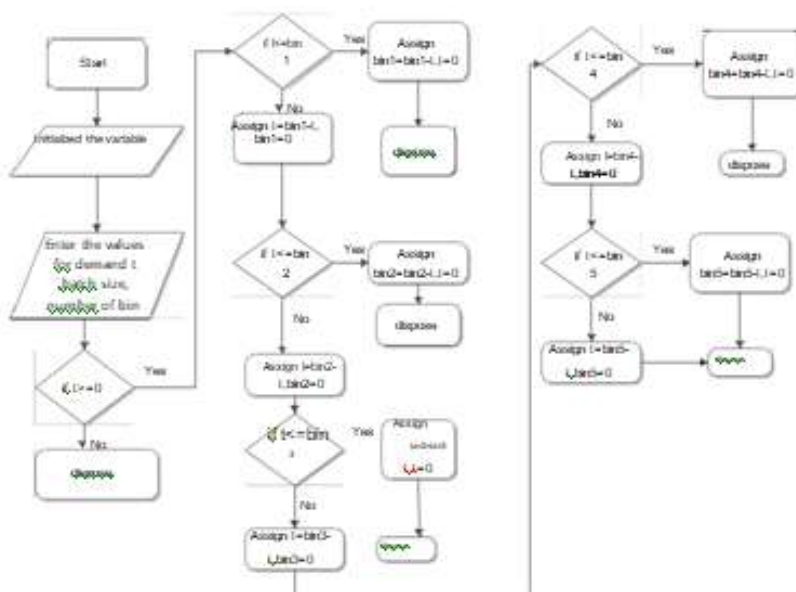 Start
Initialized the variable
Enter the values
for demand t
batch size,
number of bin
if, t>=0
Yes
No
dispose
if t<=bin
1
Yes
Assign
bin1=bin1-t, t=0
dispose
No
Assign t=bin1-t,
bin1=0
if t<=bin
2
Yes
Assign
bin2=bin2-t, t=0
dispose
No
Assign t=bin2-
t, bin2=0
if t<=bin
3
Yes
Assign
t,=0
No
Assign t=bin3-
t,bin3=0
if t<=bin
4
Yes
Assign
bin4=bin4-t, t=0
dispose
No
Assign t=bin4-
t,bin4=0
if t<=bin
5
Yes
Assign
bin5=bin5-t, t=0
No
Assign t=bin5-
t,bin5=0